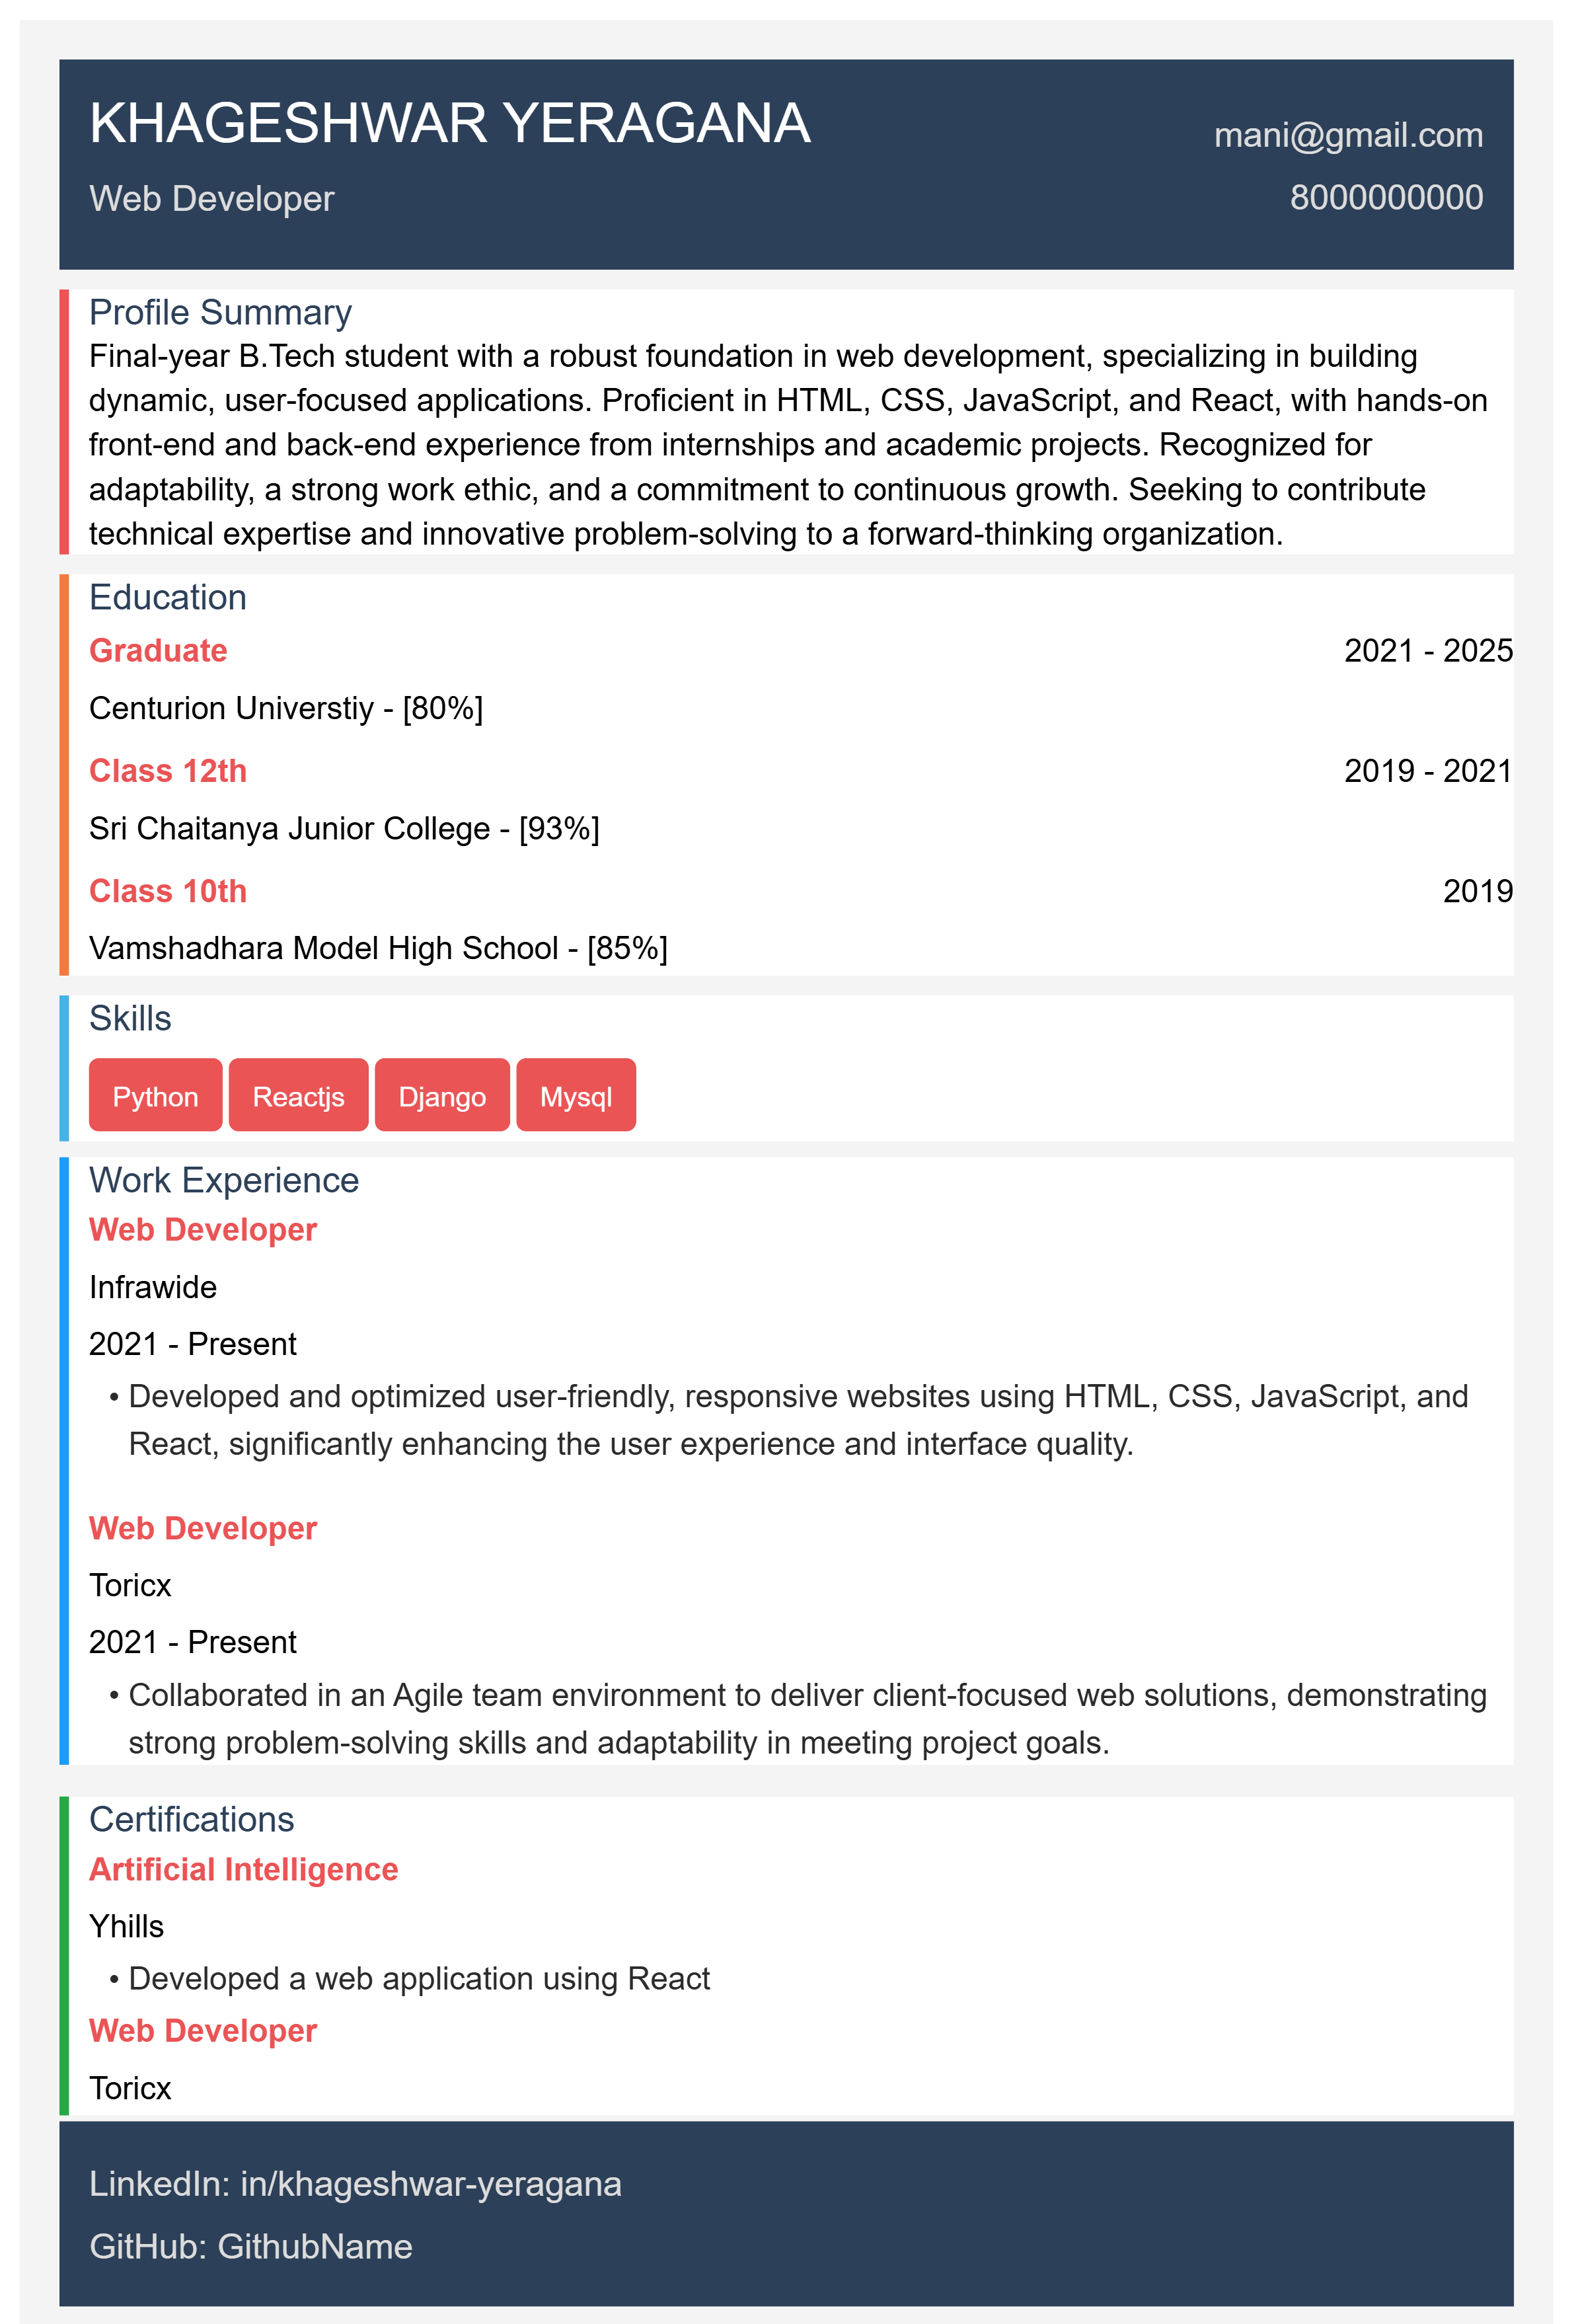 KHAGESHWAR YERAGANA
Web Developer
mani@gmail.com
8000000000
Profile Summary
Final-year B.Tech student with a robust foundation in web development, specializing in building
dynamic, user-focused applications. Proficient in HTML, CSS, JavaScript, and React, with hands-on
front-end and back-end experience from internships and academic projects. Recognized for
adaptability, a strong work ethic, and a commitment to continuous growth. Seeking to contribute
technical expertise and innovative problem-solving to a forward-thinking organization.
Education
Graduate 2021 - 2025
Centurion Universtiy - [80%]
Class 12th 2019 - 2021
Sri Chaitanya Junior College - [93%]
Class 10th 2019
Vamshadhara Model High School - [85%]
Skills
Python Reactjs Django Mysql
Work Experience
Web Developer
Infrawide
2021 - Present
• Developed and optimized user-friendly, responsive websites using HTML, CSS, JavaScript, and
React, significantly enhancing the user experience and interface quality.
Web Developer
Toricx
2021 - Present
• Collaborated in an Agile team environment to deliver client-focused web solutions, demonstrating
strong problem-solving skills and adaptability in meeting project goals.
Certifications
Artificial Intelligence
Yhills
• Developed a web application using React
Web Developer
Toricx
LinkedIn: in/khageshwar-yeragana
GitHub: GithubName